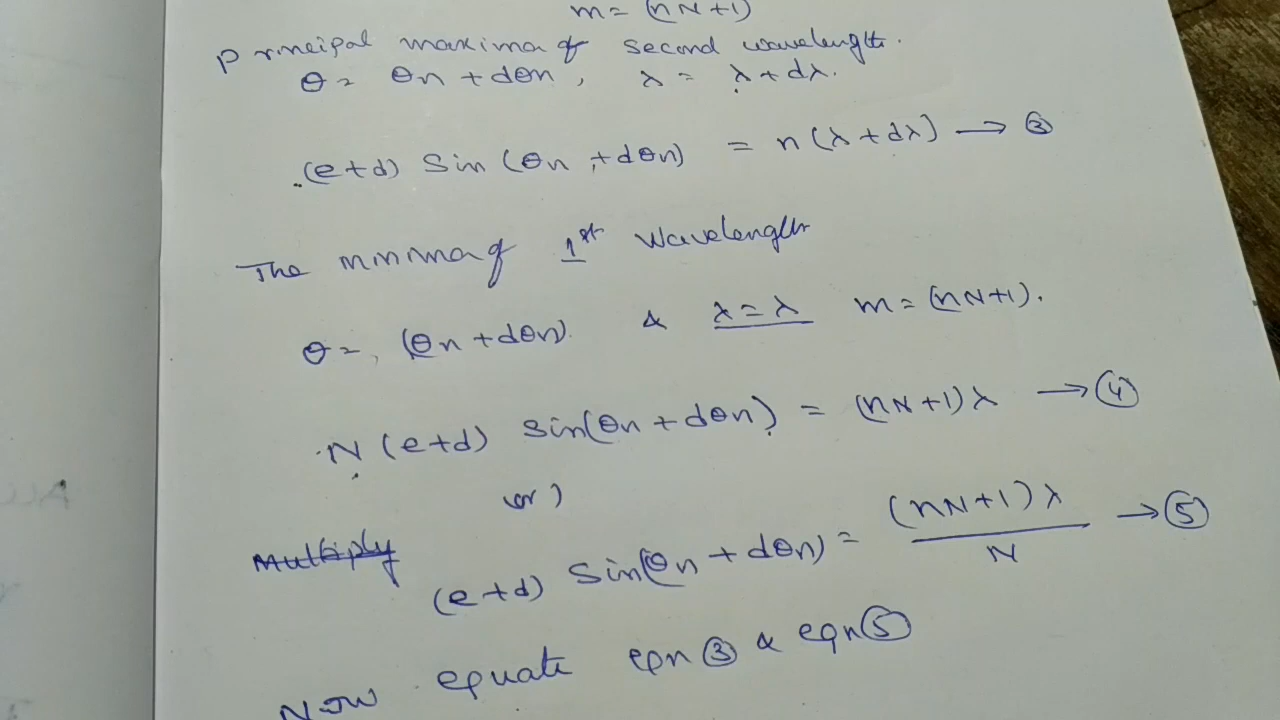 m = (nN+1)
Principal maxima of second wavelength.
θ = θn + dθn, λ = λ + dλ.
(e+d) Sin (θn + dθn) = n(λ + dλ) → ③
The minima of 1st wavelength
θ = (θn + dθn) & λ = λ m = (nN+1).
N (e+d) sin(θn + dθn) = (nN+1)λ → ④
(or)
Multiply
(e+d) Sin(θn + dθn) = (nN+1)λ / N → ⑤
Now equate eqn ③ & eqn ⑤